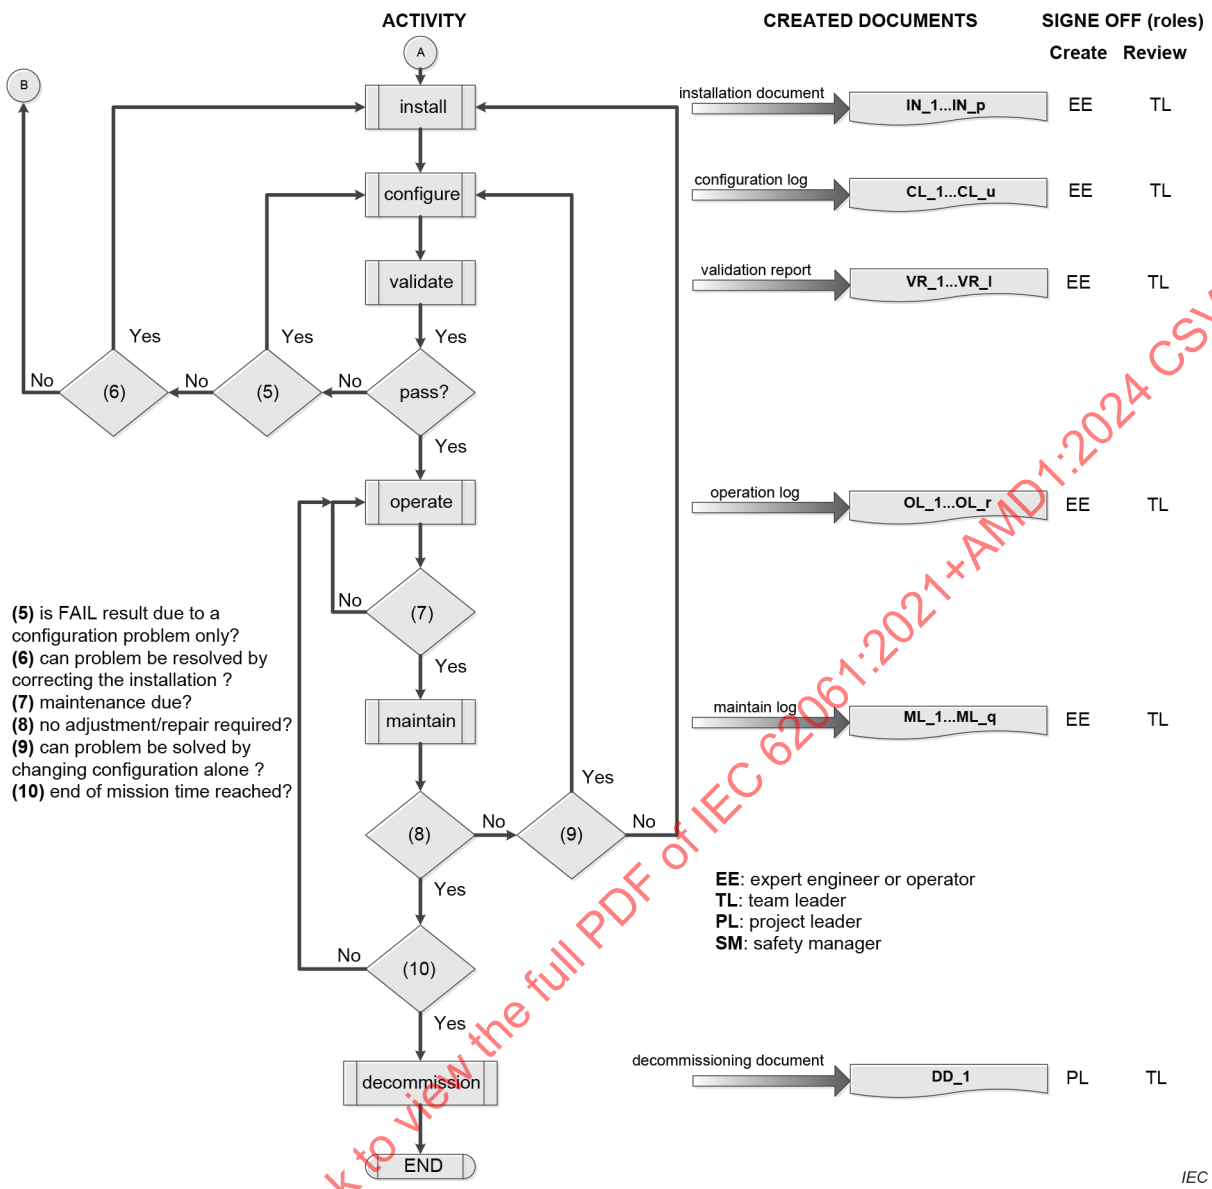 ACTIVITY
CREATED DOCUMENTS
SIGNE OFF (roles)
Create Review
A
B
install
installation document
IN_1...IN_p
EE
TL
configure
configuration log
CL_1...CL_u
EE
TL
validate
validation report
VR_1...VR_l
EE
TL
Yes
Yes
Yes
No
(6)
No
(5)
No
pass?
Yes
operate
operation log
OL_1...OL_r
EE
TL
No
(7)
Yes
(5) is FAIL result due to a
configuration problem only?
(6) can problem be resolved by
correcting the installation ?
(7) maintenance due?
(8) no adjustment/repair required?
(9) can problem be solved by
changing configuration alone ?
(10) end of mission time reached?
maintain
maintain log
ML_1...ML_q
EE
TL
Yes
(8)
No
(9)
No
Yes
EE: expert engineer or operator
TL: team leader
PL: project leader
SM: safety manager
No
(10)
Yes
decommission
decommissioning document
DD_1
PL
TL
END
IEC
k to view the full PDF of IEC 62061:2021+AMD1:2024 CSV